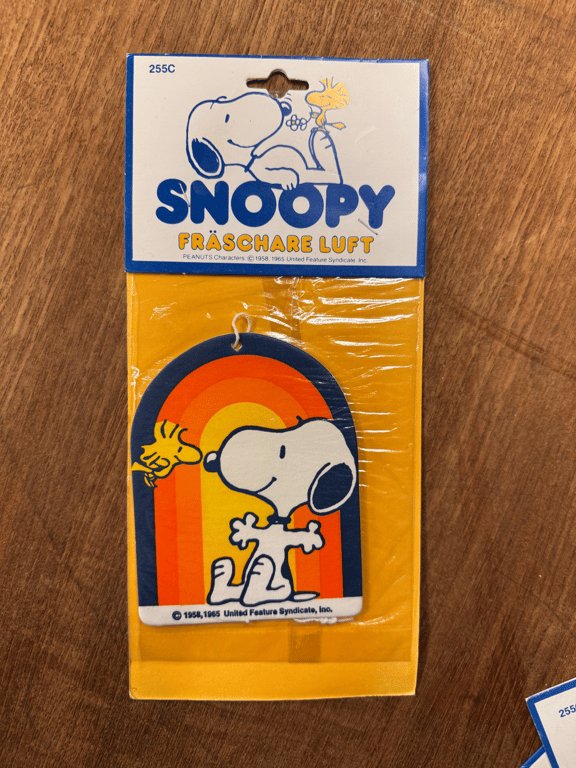 255C
SNOOPY
FRÄSCHARE LUFT
PEANUTS Characters: © 1958, 1965 United Feature Syndicate, Inc.
© 1958,1965 United Feature Syndicate, Inc.
255